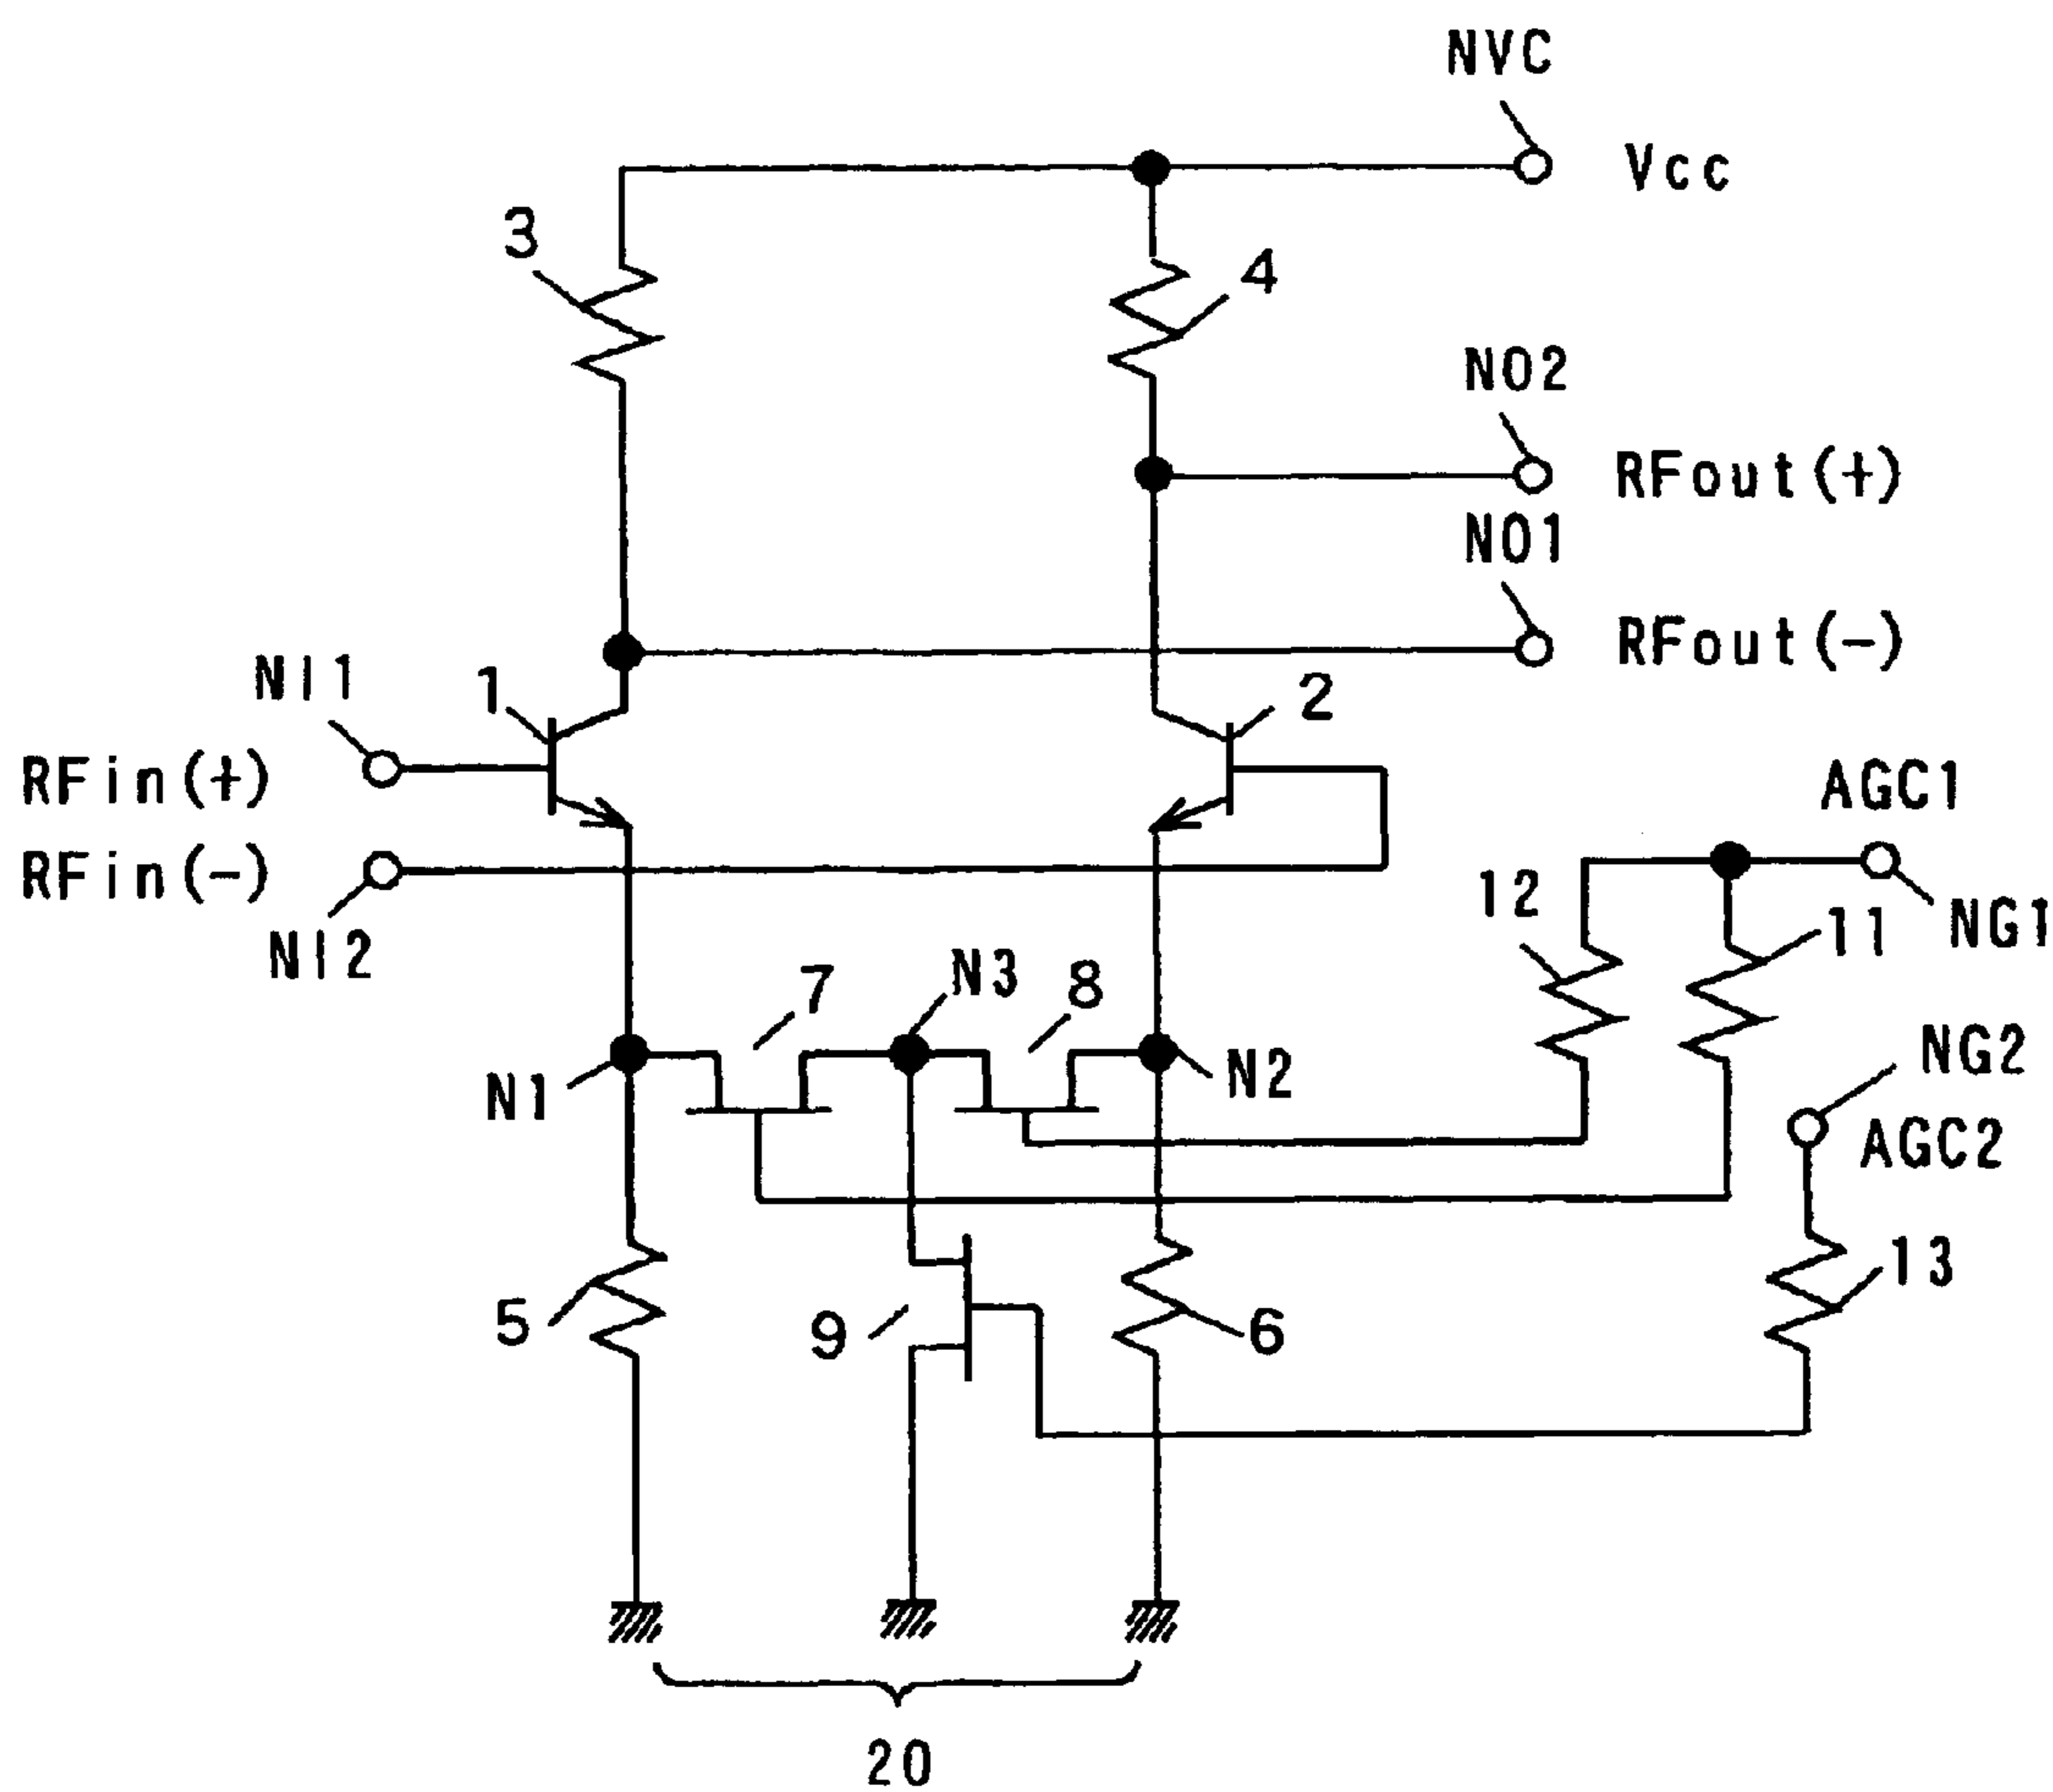 NVC
Vcc
3
4
NO2
RFout(+)
NO1
RFout(-)
NI1
1
2
RFin(+)
AGC1
RFin(-)
12
11
NG1
NI2
7
N3
8
NG2
N1
N2
AGC2
13
5
9
6
20